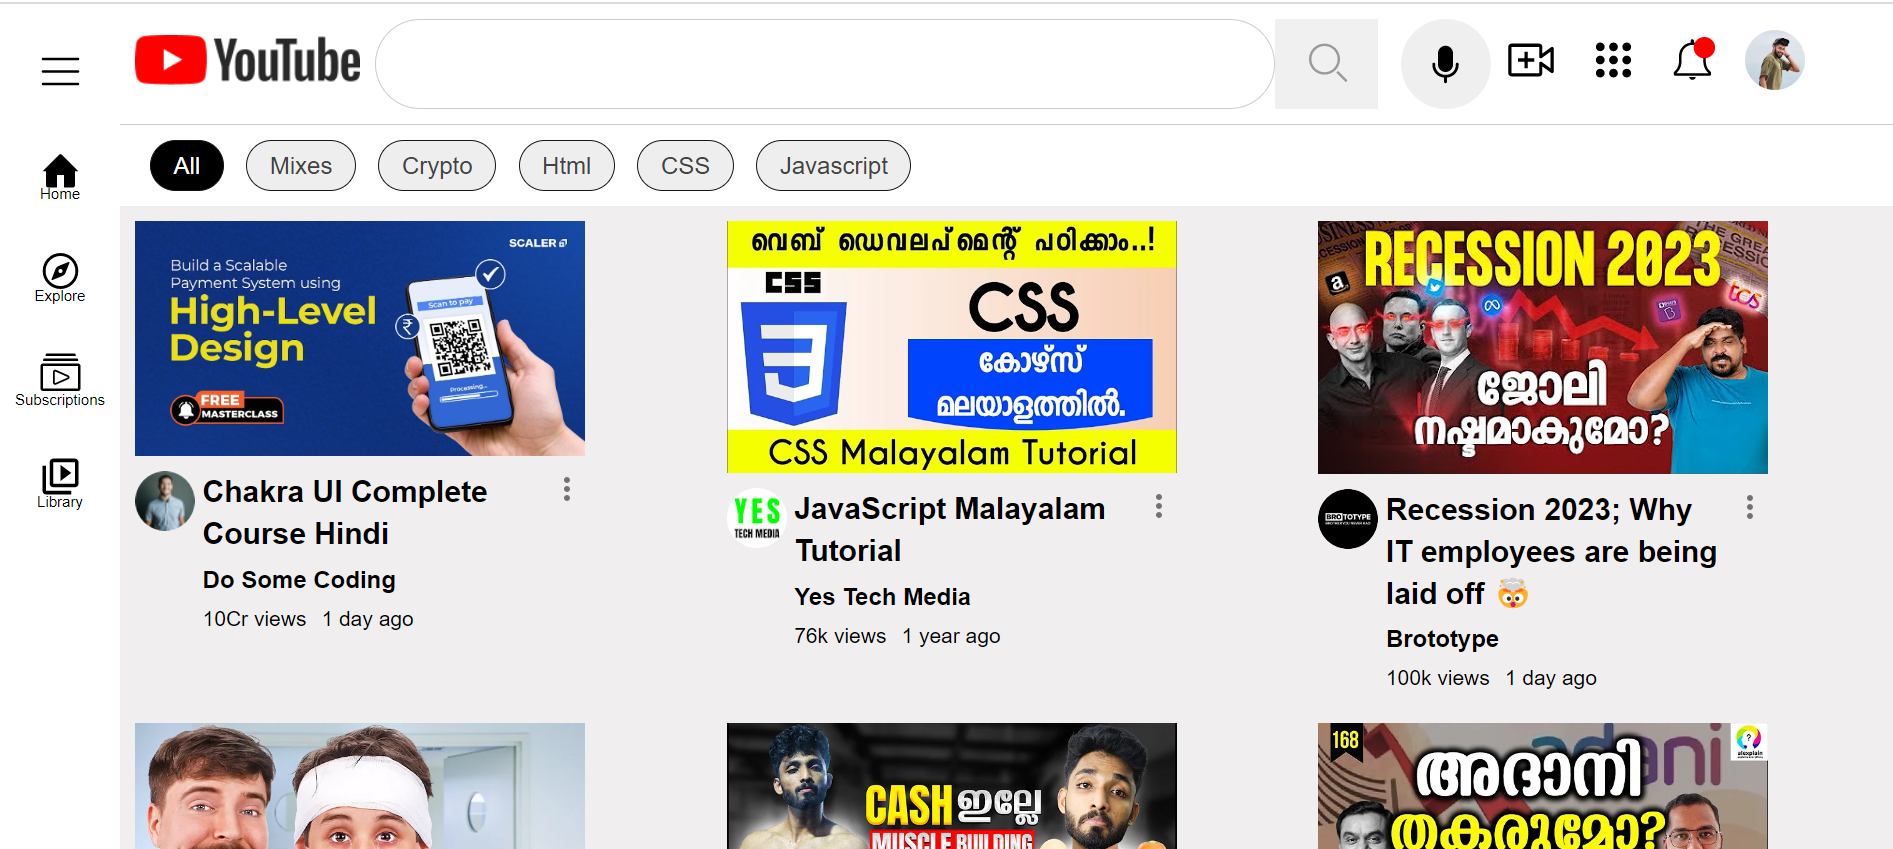 YouTube
All Mixes Crypto Html CSS Javascript
Home
Explore
Subscriptions
Library
SCALER
Build a Scalable
Payment System using
High-Level
Design
FREE
MASTERCLASS
Scan to pay
₹
Processing...
Chakra UI Complete
Course Hindi
Do Some Coding
10Cr views 1 day ago
വെബ് ഡെവലപ്മെന്റ് പഠിക്കാം..!
CSS
CSS
കോഴ്സ്
മലയാളത്തിൽ.
CSS Malayalam Tutorial
YES
TECH MEDIA
JavaScript Malayalam
Tutorial
Yes Tech Media
76k views 1 year ago
RECESSION 2023
tcs
ജോലി
നഷ്ടമാകുമോ?
BROTOTYPE
Recession 2023; Why
IT employees are being
laid off 🤯
Brototype
100k views 1 day ago
CASH ഇല്ലേ
MUSCLE BUILDING
168
adani
alexplain
അദാനി
തകരുമോ?